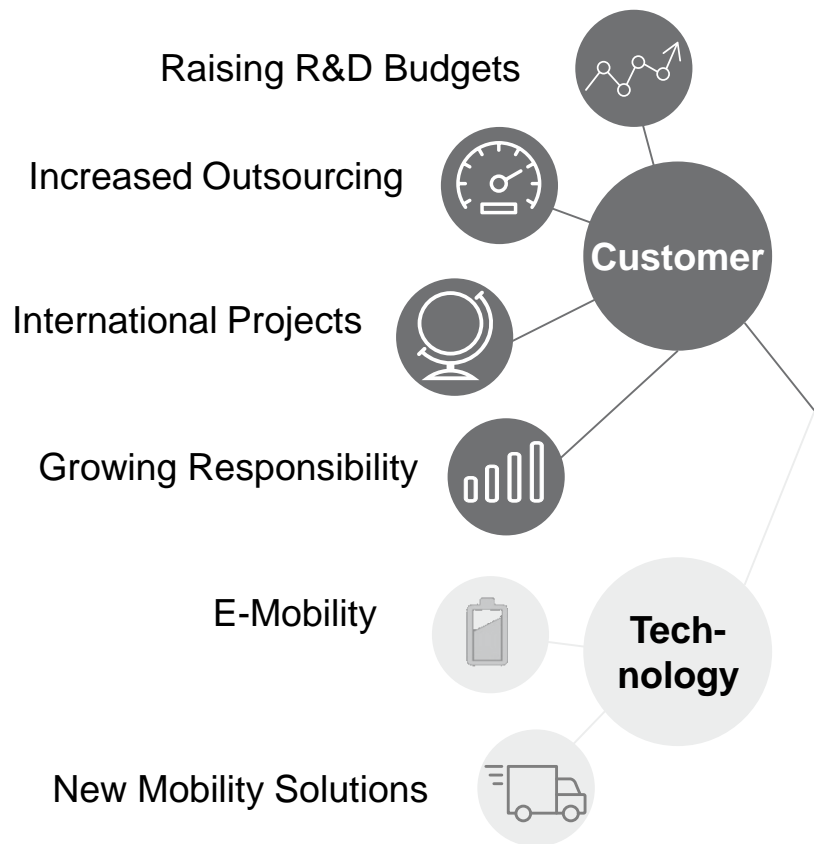 Raising R&D Budgets
Increased Outsourcing
Customer
International Projects
Growing Responsibility
E-Mobility
Tech-
nology
New Mobility Solutions